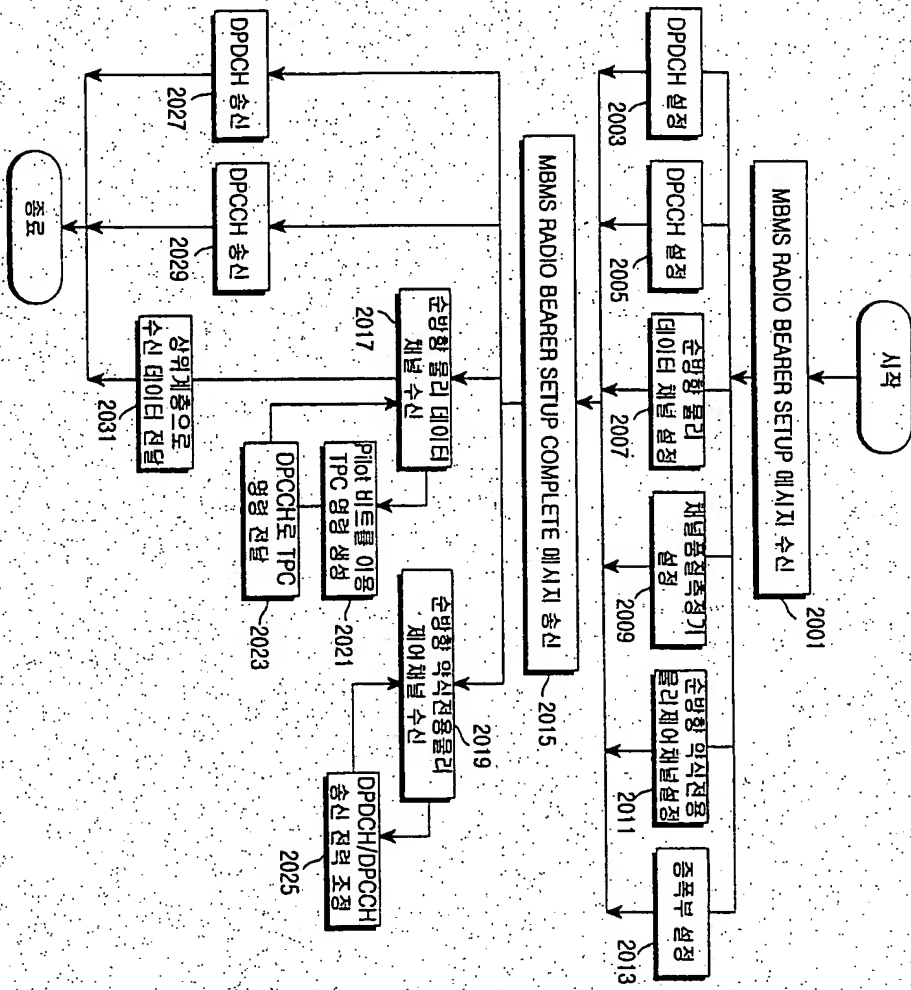 시작
MBMS RADIO BEARER SETUP 메시지 수신
2001
DPDCH 설정
2003
DPCCH 설정
2005
순방향 물리
데이터 채널 설정
2007
채널품질측정기
설정
2009
순방향 약식전용
물리제어채널설정
2011
증폭부 설정
2013
MBMS RADIO BEARER SETUP COMPLETE 메시지 송신
2015
순방향 물리 데이터
채널 수신
2017
순방향 약식전용물리
제어채널 수신
2019
Pilot 비트를 이용
TPC 명령 생성
2021
DPCCH로 TPC
명령 전달
2023
DPDCH/DPCCH
송신 전력 조정
2025
DPDCH 송신
2027
DPCCH 송신
2029
상위계층으로
수신 데이터 전달
2031
종료